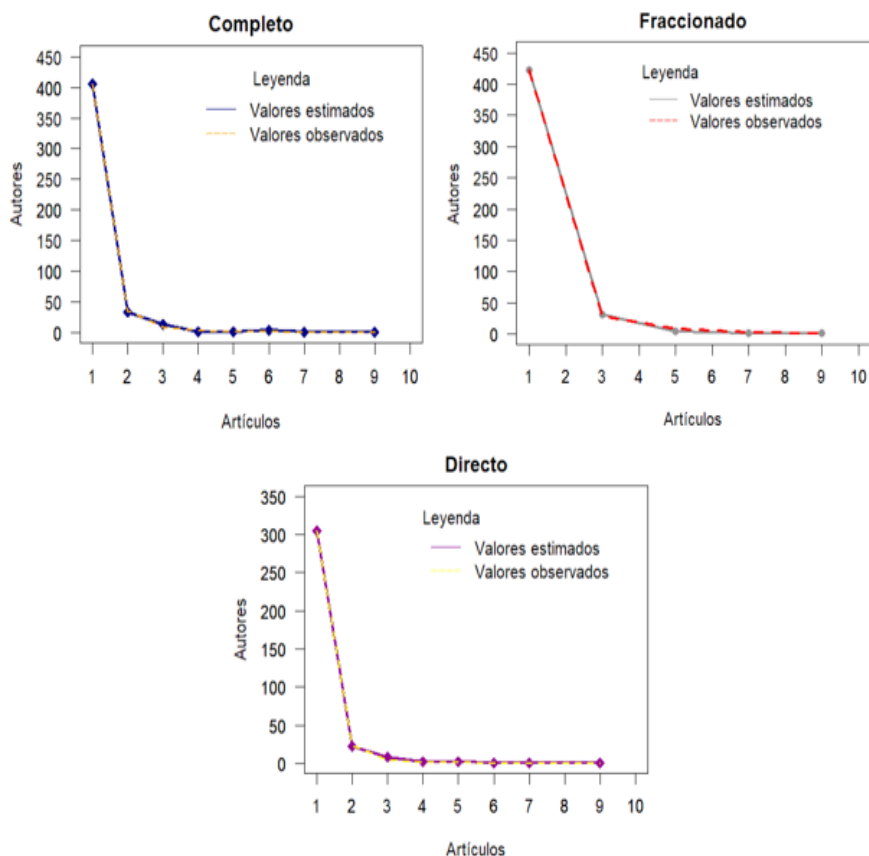 Completo
450
400
350
300
250
200
150
100
50
0
Autores
Leyenda
Valores estimados
Valores observados
1 2 3 4 5 6 7 8 9 10
Artículos
Fraccionado
450
400
350
300
250
200
150
100
50
0
Autores
Leyenda
Valores estimados
Valores observados
1 2 3 4 5 6 7 8 9 10
Artículos
Directo
350
300
250
200
150
100
50
0
Autores
Leyenda
Valores estimados
Valores observados
1 2 3 4 5 6 7 8 9 10
Artículos